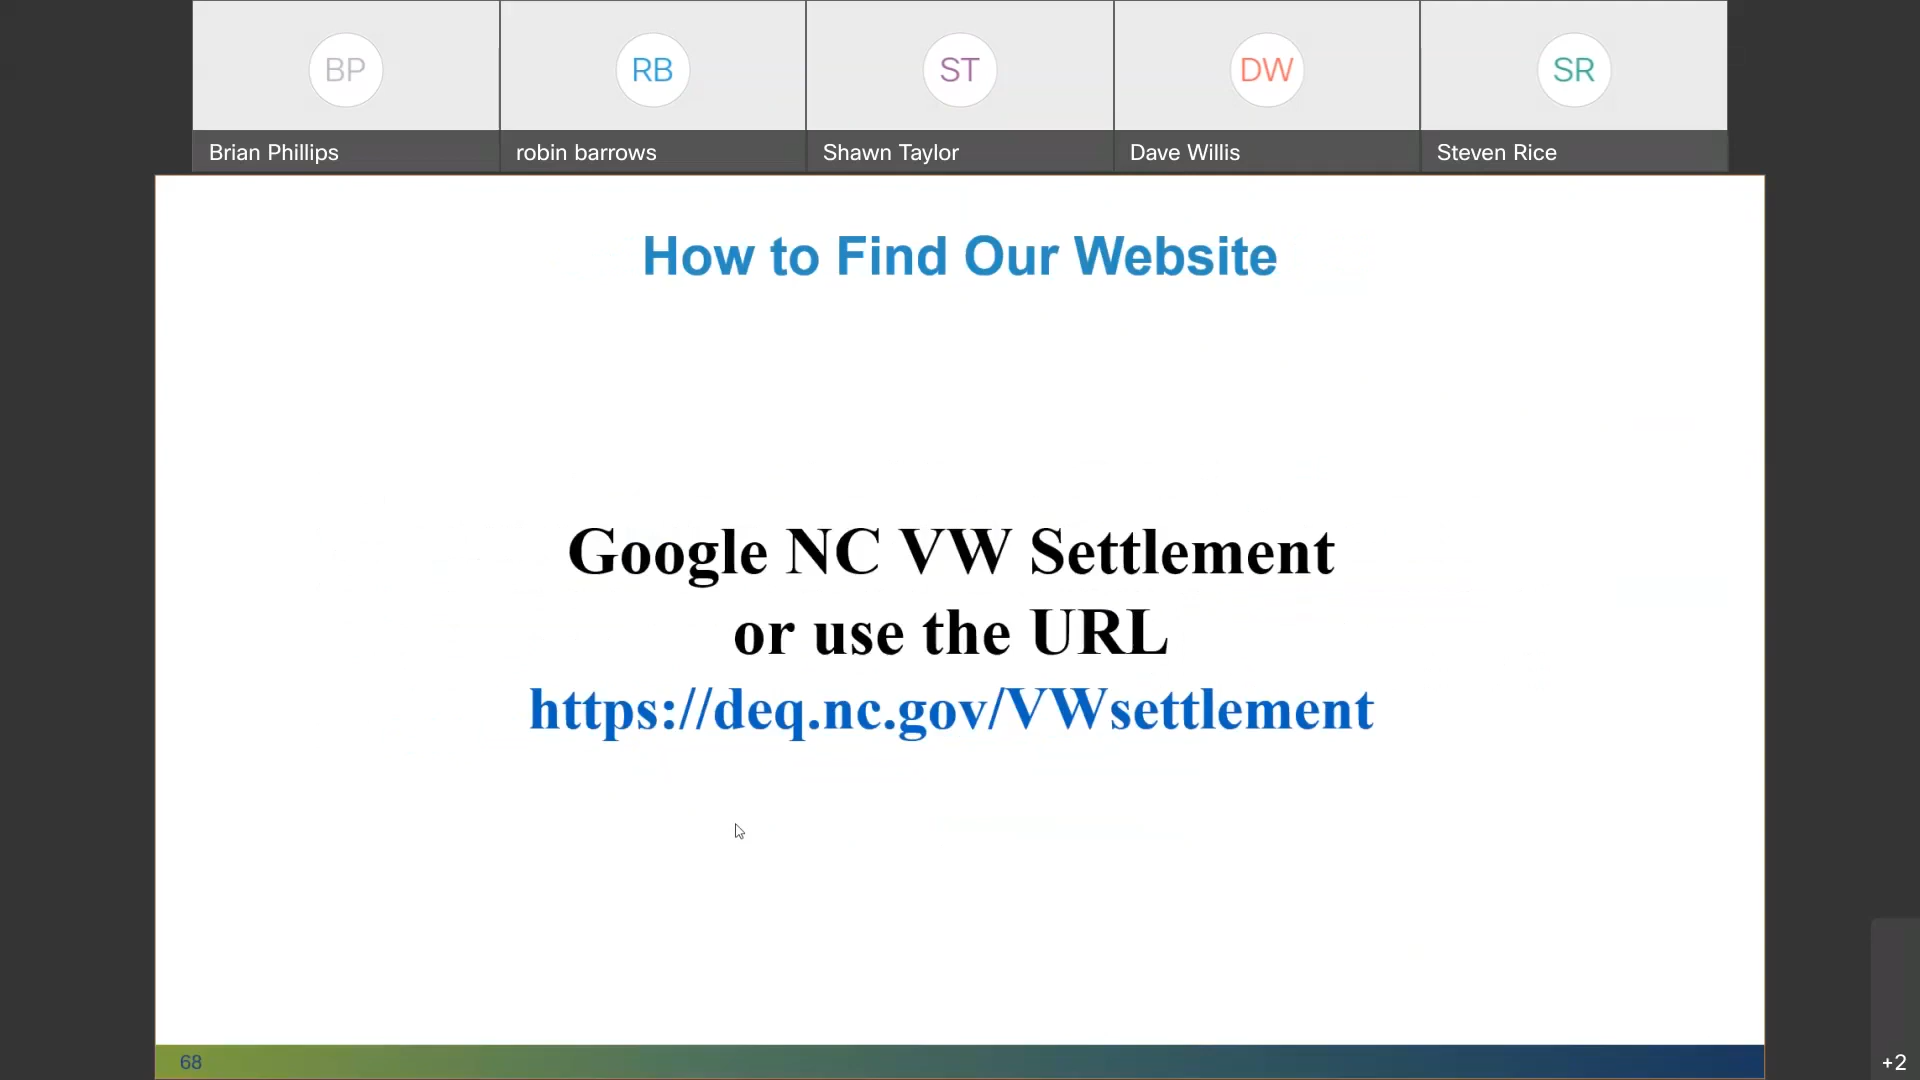 BP
RB
ST
DW
SR
Brian Phillips
robin barrows
Shawn Taylor
Dave Willis
Steven Rice
How to Find Our Website
Google NC VW Settlement
or use the URL
https://deq.nc.gov/VWsettlement
68
+2